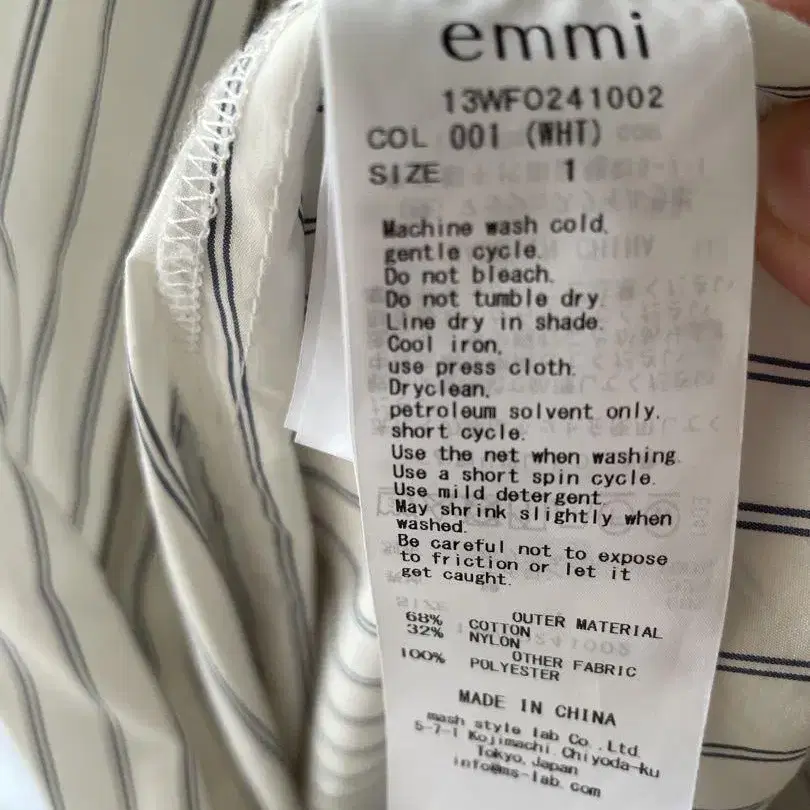 emmi
13WFO241002
COL 001 (WHT)
SIZE 1
Machine wash cold,
gentle cycle.
Do not bleach.
Do not tumble dry.
Line dry in shade.
Cool iron,
use press cloth.
Dryclean,
petroleum solvent only.
short cycle.
Use the net when washing.
Use a short spin cycle.
Use mild detergent.
May shrink slightly when
washed.
Be careful not to expose
to friction or let it
get caught.
OUTER MATERIAL
68% COTTON
32% NYLON
OTHER FABRIC
100% POLYESTER
MADE IN CHINA
mash style lab Co.,Ltd.
5-7-1 Kojimachi,Chiyoda-ku
Tokyo,Japan
info@ms-lab.com